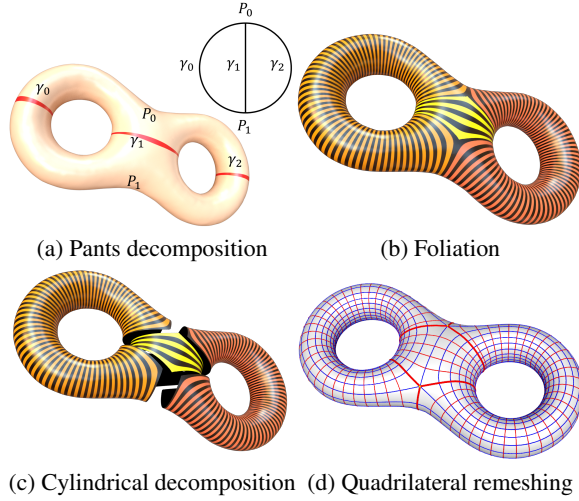 P₀
γ₀
γ₁
γ₂
P₁
γ₀
P₀
γ₁
γ₂
P₁
(a) Pants decomposition
(b) Foliation
(c) Cylindrical decomposition
(d) Quadrilateral remeshing